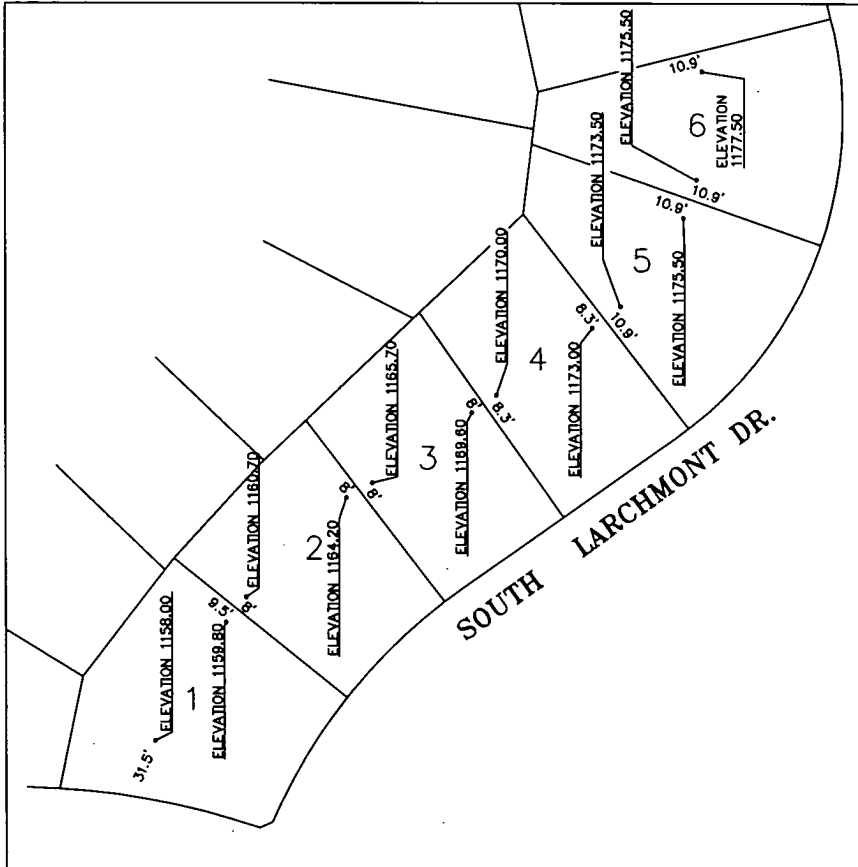 ELEVATION 1175.50
10.9'
6
ELEVATION
1177.50
10.9'
ELEVATION 1173.50
10.9'
5
ELEVATION 1175.50
10.9'
ELEVATION 1170.00
8.3'
4
8.3'
ELEVATION 1173.00
ELEVATION 1165.70
8'
3
8'
ELEVATION 1169.60
ELEVATION 1160.70
8'
2
8'
ELEVATION 1164.20
ELEVATION 1158.00
9.5'
1
ELEVATION 1159.80
31.5'
SOUTH LARCHMONT DR.